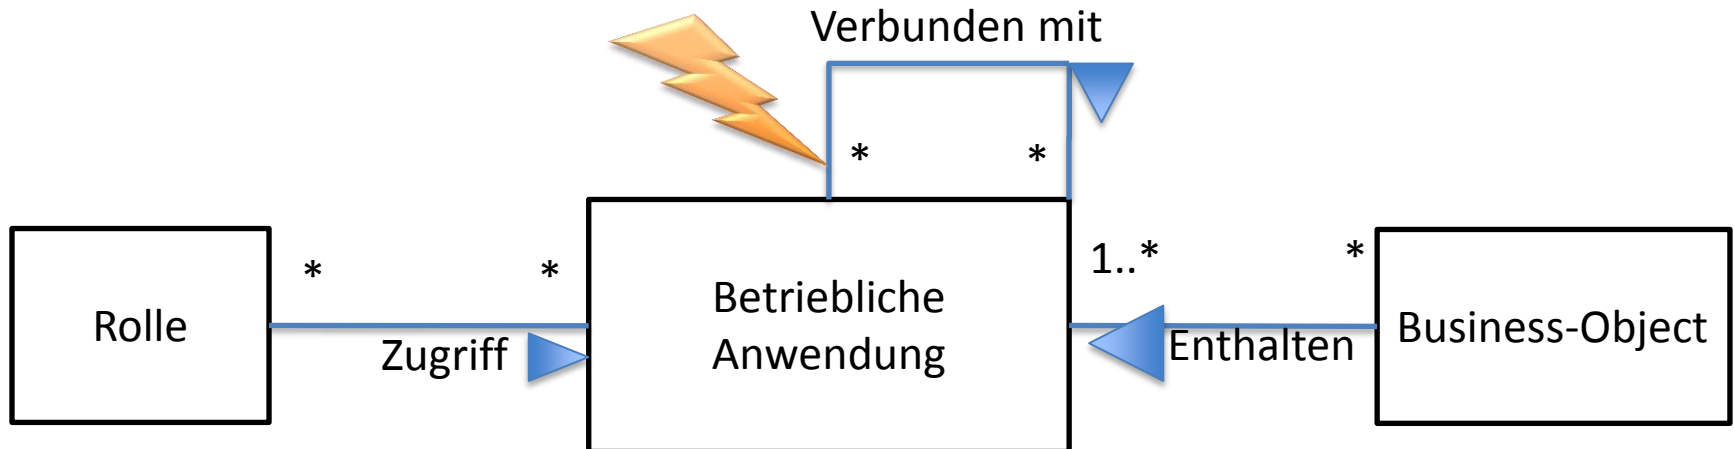 Verbunden mit
* *
* * 1..* *
Rolle
Betriebliche
Anwendung
Business-Object
Zugriff
Enthalten